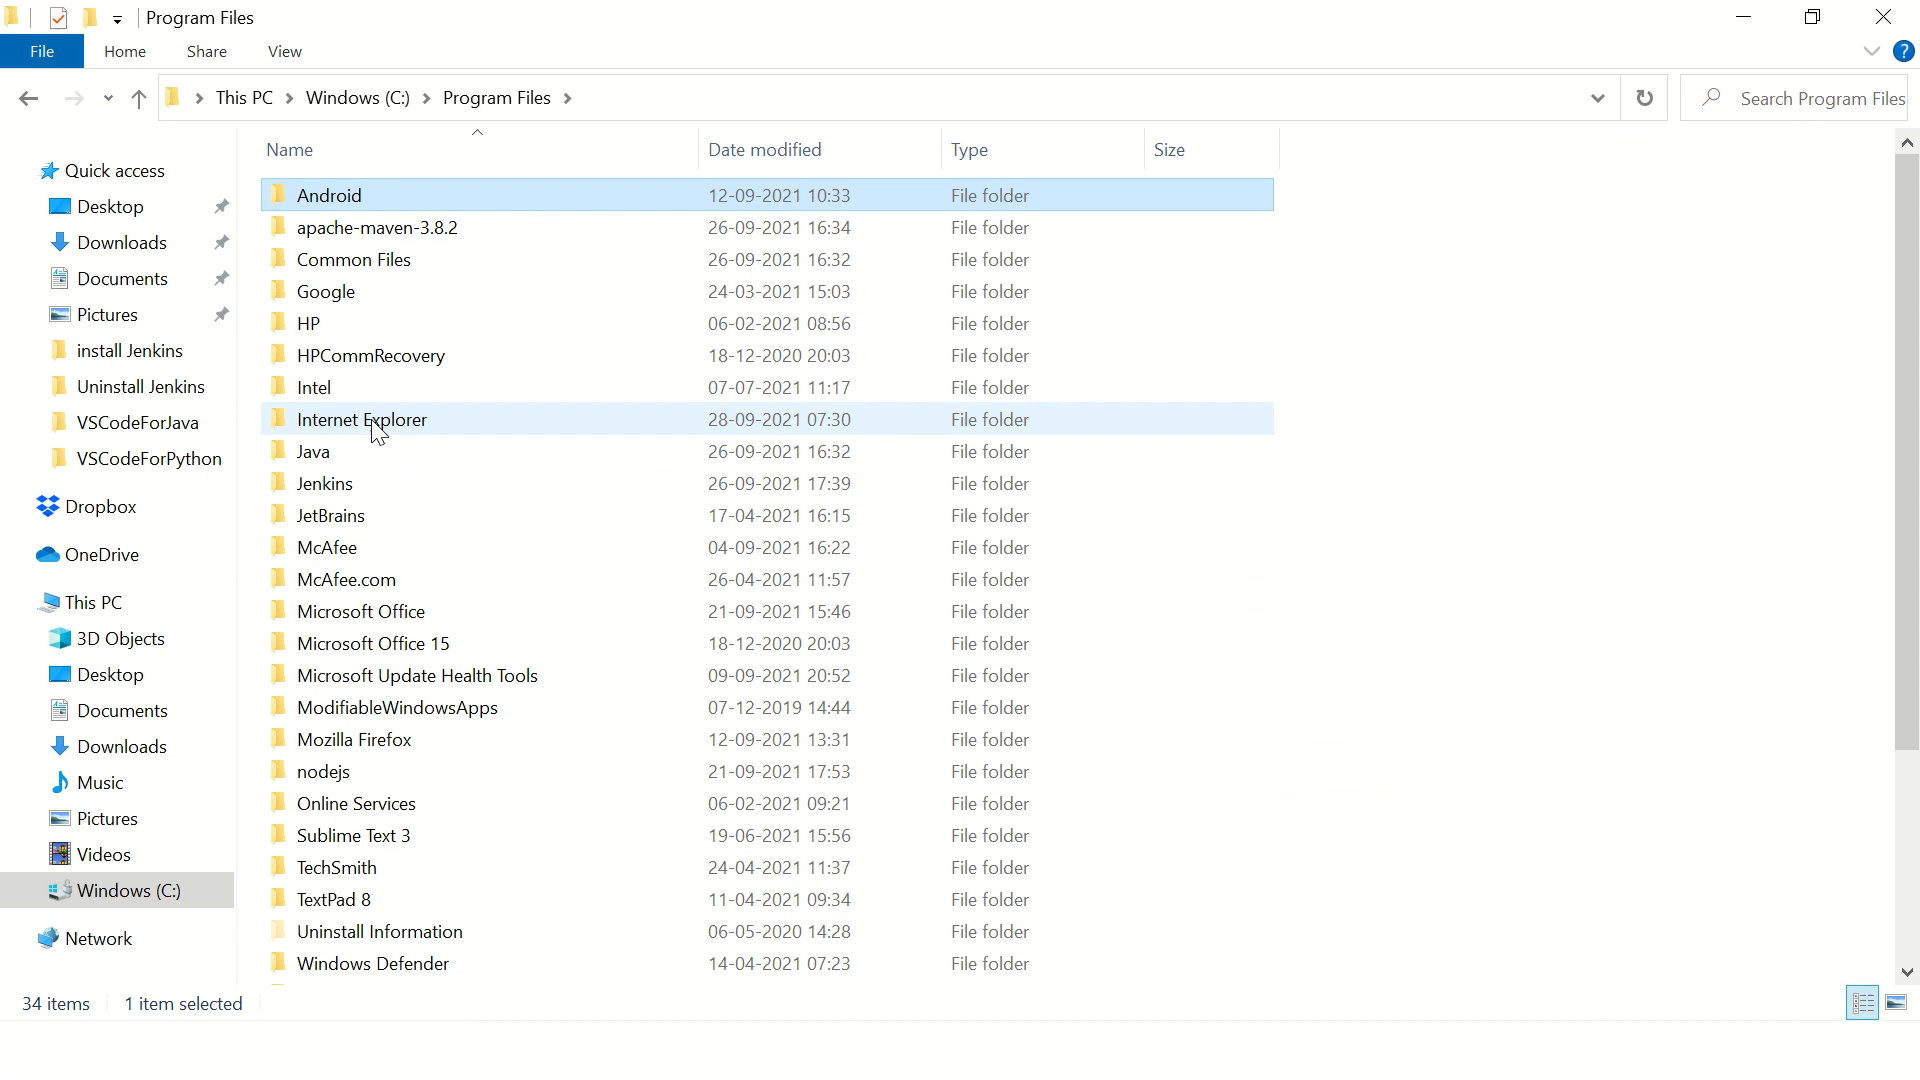 Program Files
File Home Share View
This PC Windows (C:) Program Files
Search Program Files
Name Date modified Type Size
Quick access
Desktop
Downloads
Documents
Pictures
install Jenkins
Uninstall Jenkins
VSCodeForJava
VSCodeForPython
Dropbox
OneDrive
This PC
3D Objects
Desktop
Documents
Downloads
Music
Pictures
Videos
Windows (C:)
Network
Android 12-09-2021 10:33 File folder
apache-maven-3.8.2 26-09-2021 16:34 File folder
Common Files 26-09-2021 16:32 File folder
Google 24-03-2021 15:03 File folder
HP 06-02-2021 08:56 File folder
HPCommRecovery 18-12-2020 20:03 File folder
Intel 07-07-2021 11:17 File folder
Internet Explorer 28-09-2021 07:30 File folder
Java 26-09-2021 16:32 File folder
Jenkins 26-09-2021 17:39 File folder
JetBrains 17-04-2021 16:15 File folder
McAfee 04-09-2021 16:22 File folder
McAfee.com 26-04-2021 11:57 File folder
Microsoft Office 21-09-2021 15:46 File folder
Microsoft Office 15 18-12-2020 20:03 File folder
Microsoft Update Health Tools 09-09-2021 20:52 File folder
ModifiableWindowsApps 07-12-2019 14:44 File folder
Mozilla Firefox 12-09-2021 13:31 File folder
nodejs 21-09-2021 17:53 File folder
Online Services 06-02-2021 09:21 File folder
Sublime Text 3 19-06-2021 15:56 File folder
TechSmith 24-04-2021 11:37 File folder
TextPad 8 11-04-2021 09:34 File folder
Uninstall Information 06-05-2020 14:28 File folder
Windows Defender 14-04-2021 07:23 File folder
34 items 1 item selected